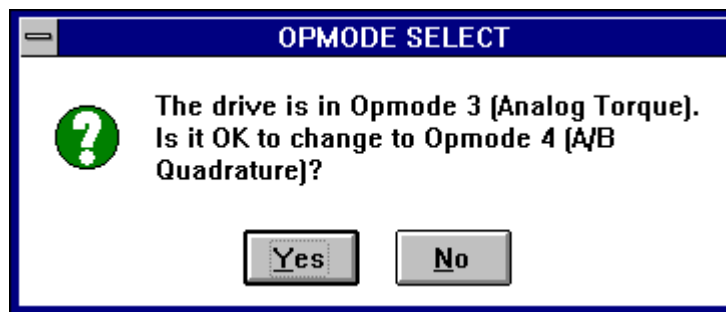 OPMODE SELECT
The drive is in Opmode 3 (Analog Torque).
Is it OK to change to Opmode 4 (A/B
Quadrature)?
Yes No